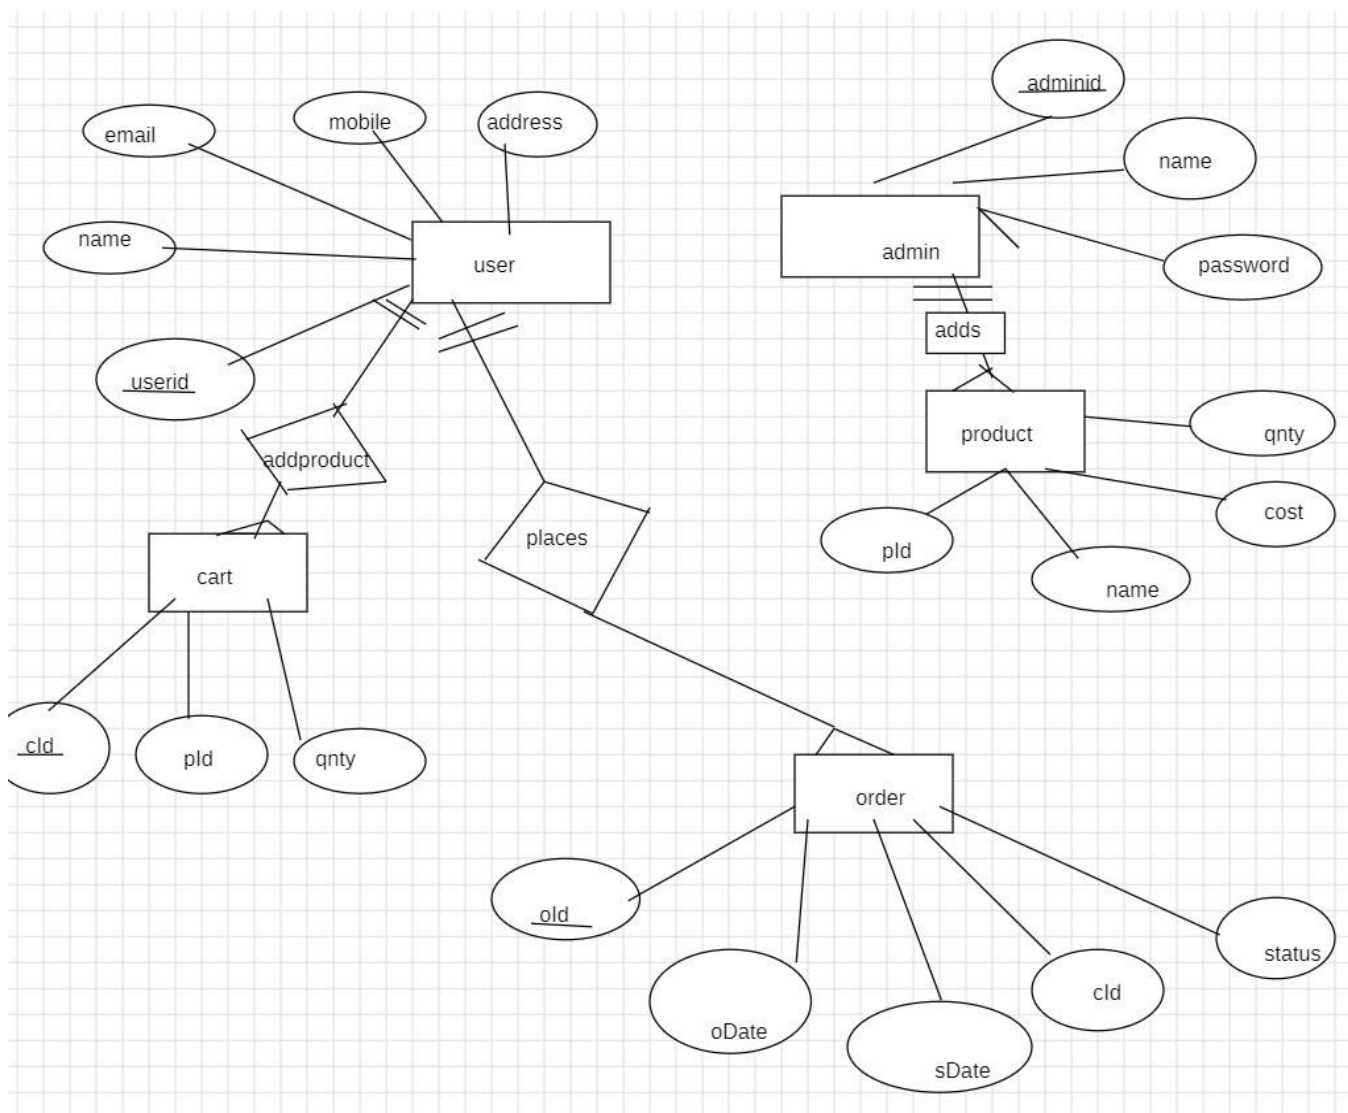 adminid
email
mobile
address
name
name
user
admin
password
userid
adds
addproduct
product
qnty
cost
places
pId
name
cart
cId
pId
qnty
order
oId
status
cId
oDate
sDate